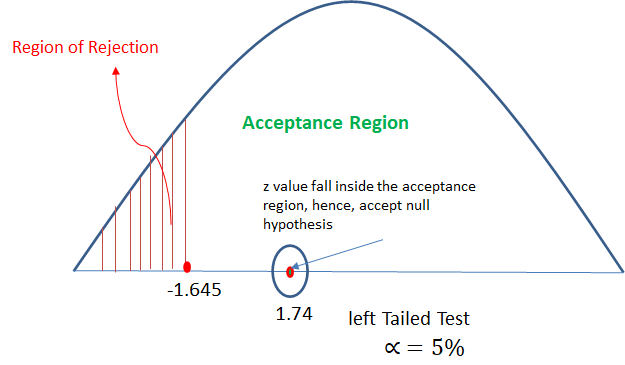 Region of Rejection
Acceptance Region
z value fall inside the acceptance
region, hence, accept null
hypothesis
-1.645
1.74
left Tailed Test
∝ = 5%